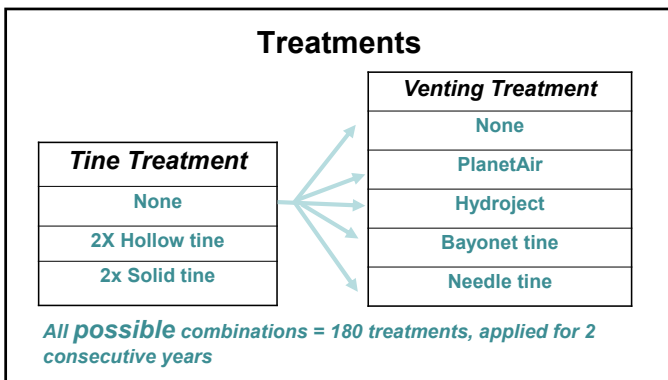 Treatments
Tine Treatment
None
2X Hollow tine
2x Solid tine
Venting Treatment
None
PlanetAir
Hydroject
Bayonet tine
Needle tine
All possible combinations = 180 treatments, applied for 2
consecutive years